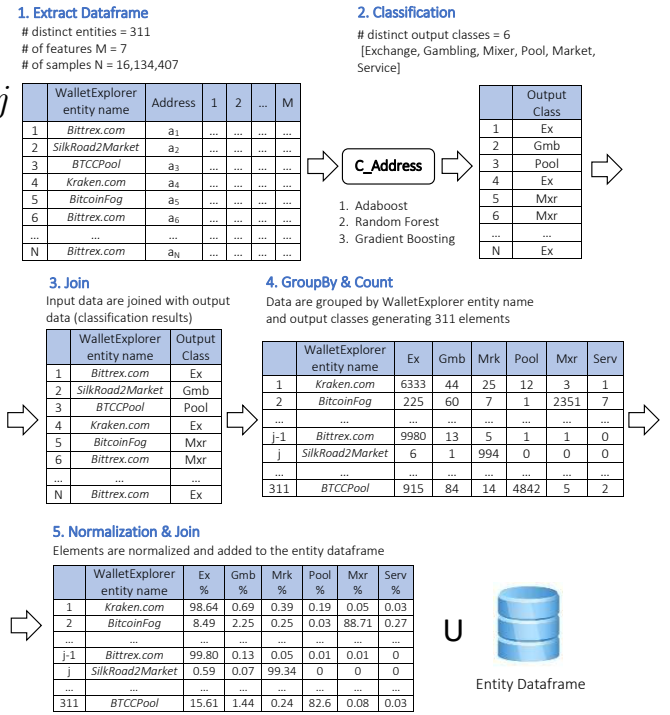 1. Extract Dataframe
# distinct entities = 311
# of features M = 7
# of samples N = 16,134,407
j
WalletExplorer entity name Address 1 2 ... M
1 Bittrex.com a1 ... ... ... ...
2 SilkRoad2Market a2 ... ... ... ...
3 BTCCPool a3 ... ... ... ...
4 Kraken.com a4 ... ... ... ...
5 BitcoinFog a5 ... ... ... ...
6 Bittrex.com a6 ... ... ... ...
... ... ... ... ... ... ...
N Bittrex.com aN ... ... ... ...
2. Classification
# distinct output classes = 6
[Exchange, Gambling, Mixer, Pool, Market,
Service]
C_Address
1. Adaboost
2. Random Forest
3. Gradient Boosting
Output
Class
1 Ex
2 Gmb
3 Pool
4 Ex
5 Mxr
6 Mxr
... ...
N Ex
3. Join
Input data are joined with output
data (classification results)
WalletExplorer entity name Output Class
1 Bittrex.com Ex
2 SilkRoad2Market Gmb
3 BTCCPool Pool
4 Kraken.com Ex
5 BitcoinFog Mxr
6 Bittrex.com Mxr
... ... ...
N Bittrex.com Ex
4. GroupBy & Count
Data are grouped by WalletExplorer entity name
and output classes generating 311 elements
WalletExplorer entity name Ex Gmb Mrk Pool Mxr Serv
1 Kraken.com 6333 44 25 12 3 1
2 BitcoinFog 225 60 7 1 2351 7
... ... ... ... ... ... ... ...
j-1 Bittrex.com 9980 13 5 1 1 0
j SilkRoad2Market 6 1 994 0 0 0
... ... ... ... ... ... ... ...
311 BTCCPool 915 84 14 4842 5 2
5. Normalization & Join
Elements are normalized and added to the entity dataframe
WalletExplorer entity name Ex % Gmb % Mrk % Pool % Mxr % Serv %
1 Kraken.com 98.64 0.69 0.39 0.19 0.05 0.03
2 BitcoinFog 8.49 2.25 0.25 0.03 88.71 0.27
... ... ... ... ... ... ... ...
j-1 Bittrex.com 99.80 0.13 0.05 0.01 0.01 0
j SilkRoad2Market 0.59 0.07 99.34 0 0 0
... ... ... ... ... ... ... ...
311 BTCCPool 15.61 1.44 0.24 82.6 0.08 0.03
U
Entity Dataframe